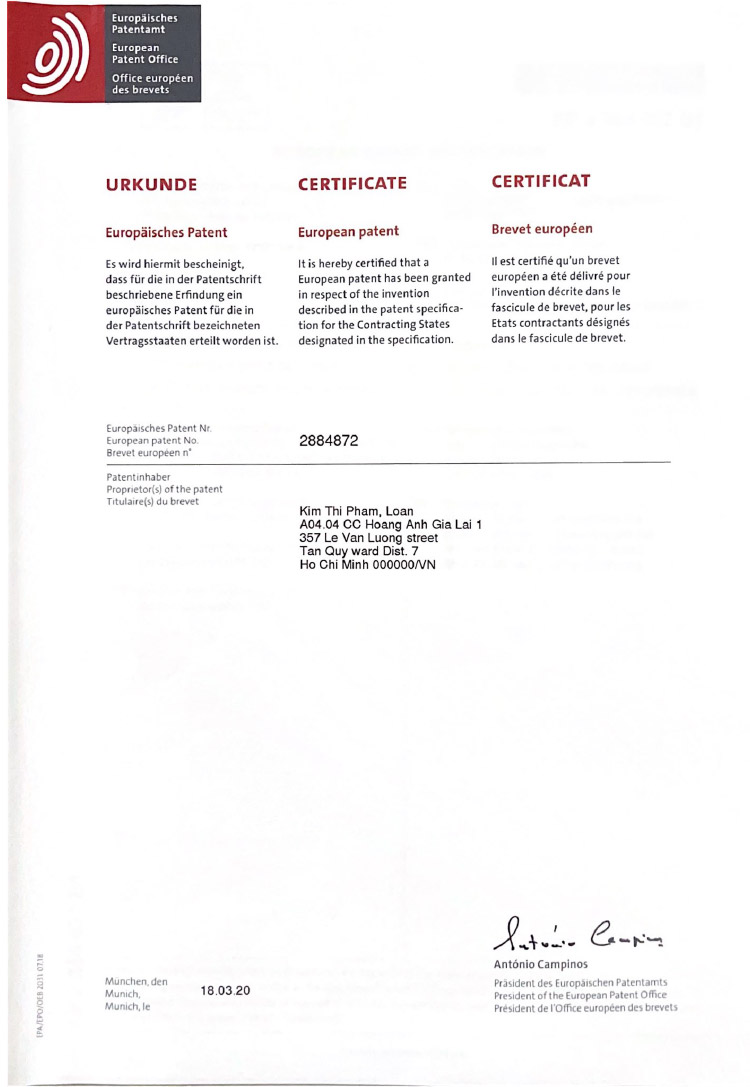 Europäisches
Patentamt
European
Patent Office
Office européen
des brevets
URKUNDE
Europäisches Patent
Es wird hiermit bescheinigt,
dass für die in der Patentschrift
beschriebene Erfindung ein
europäisches Patent für die in
der Patentschrift bezeichneten
Vertragsstaaten erteilt worden ist.
CERTIFICATE
European patent
It is hereby certified that a
European patent has been granted
in respect of the invention
described in the patent specifica-
tion for the Contracting States
designated in the specification.
CERTIFICAT
Brevet européen
Il est certifié qu'un brevet
européen a été délivré pour
l'invention décrite dans le
fascicule de brevet, pour les
Etats contractants désignés
dans le fascicule de brevet.
Europäisches Patent Nr.
European patent No.
Brevet européen n°
2884872
Patentinhaber
Proprietor(s) of the patent
Titulaire(s) du brevet
Kim Thi Pham, Loan
A04.04 CC Hoang Anh Gia Lai 1
357 Le Van Luong street
Tan Quy ward Dist. 7
Ho Chi Minh 000000/VN
António Campinos
António Campinos
Präsident des Europäischen Patentamts
President of the European Patent Office
Président de l'Office européen des brevets
München, den
Munich,
Munich, le
18.03.20
EPA/EPO/OEB 2031 07.18